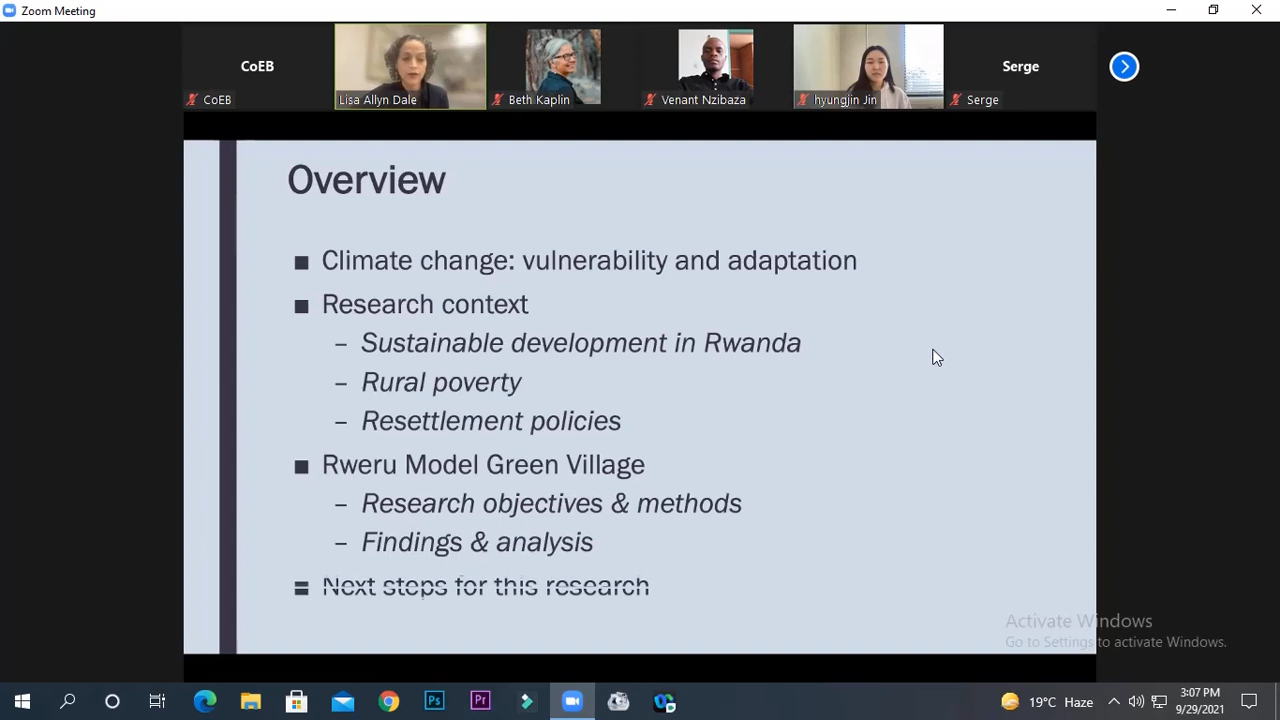 Zoom Meeting
CoEB
Serge
CoEB
Lisa Allyn Dale
Beth Kaplin
Venant Nzibaza
hyungjin Jin
Serge
Overview
■ Climate change: vulnerability and adaptation
■ Research context
– Sustainable development in Rwanda
– Rural poverty
– Resettlement policies
■ Rweru Model Green Village
– Research objectives & methods
– Findings & analysis
■ Next steps for this research
Activate Windows
Go to Settings to activate Windows.
Ps
Pr
19°C Haze
3:07 PM
9/29/2021